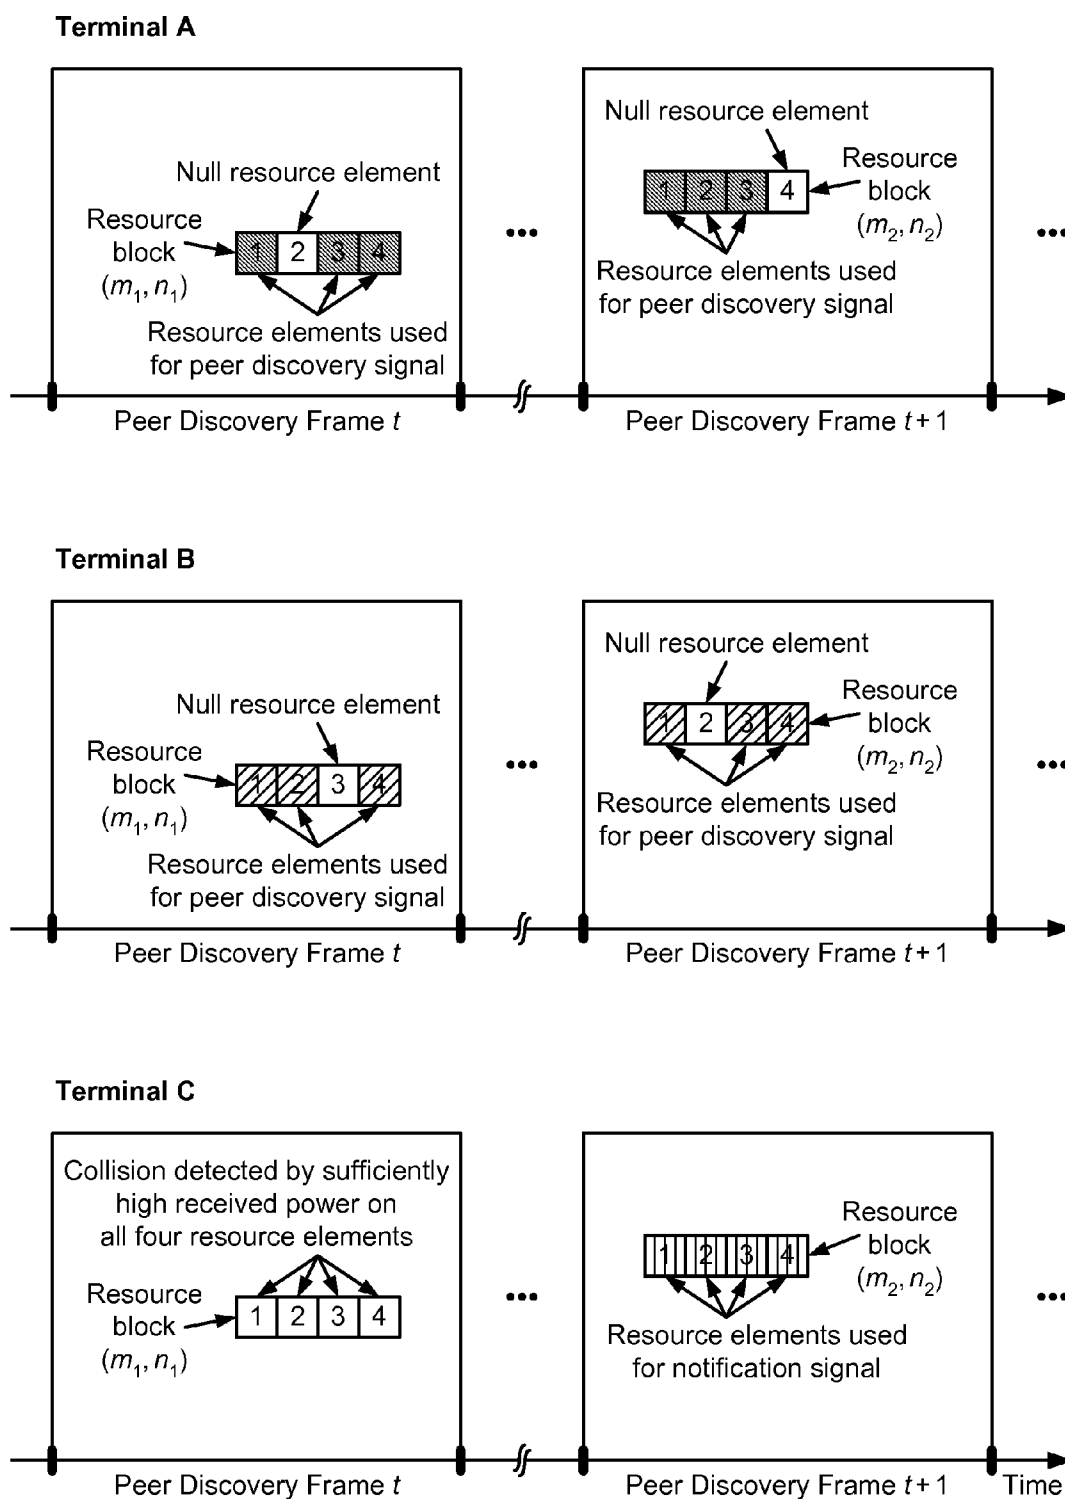 Terminal A
Null resource element
Resource
block
(m1, n1)
1 2 3 4
Resource elements used
for peer discovery signal
...
Null resource element
Resource
block
(m2, n2)
1 2 3 4
Resource elements used
for peer discovery signal
...
Peer Discovery Frame t
Peer Discovery Frame t + 1
Terminal B
Null resource element
Resource
block
(m1, n1)
1 2 3 4
Resource elements used
for peer discovery signal
...
Null resource element
Resource
block
(m2, n2)
1 2 3 4
Resource elements used
for peer discovery signal
...
Peer Discovery Frame t
Peer Discovery Frame t + 1
Terminal C
Collision detected by sufficiently
high received power on
all four resource elements
Resource
block
(m1, n1)
1 2 3 4
...
Resource
block
(m2, n2)
1 2 3 4
Resource elements used
for notification signal
...
Peer Discovery Frame t
Peer Discovery Frame t + 1
Time